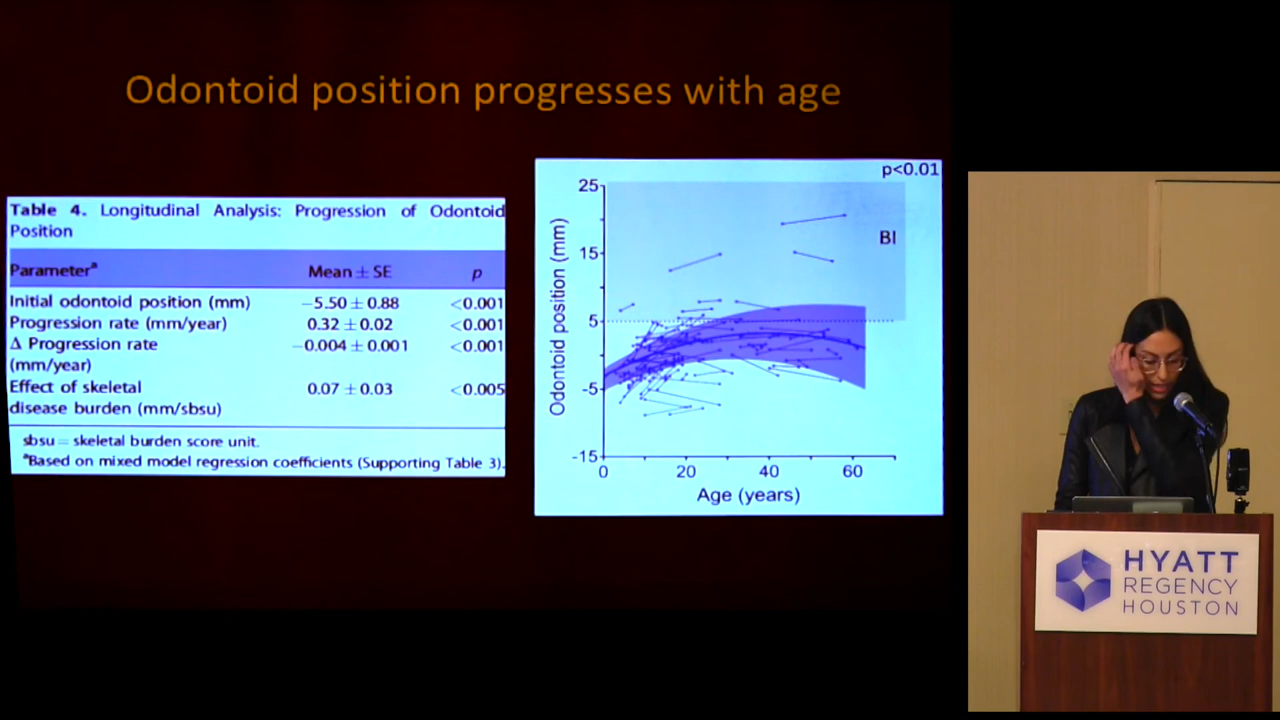 Odontoid position progresses with age
Table 4. Longitudinal Analysis: Progression of Odontoid
Position
Parameterᵃ Mean ± SE p
Initial odontoid position (mm) −5.50 ± 0.88 <0.001
Progression rate (mm/year) 0.32 ± 0.02 <0.001
Δ Progression rate −0.004 ± 0.001 <0.001
(mm/year)
Effect of skeletal 0.07 ± 0.03 <0.005
disease burden (mm/sbsu)
sbsu = skeletal burden score unit.
ᵃBased on mixed model regression coefficients (Supporting Table 3).
p<0.01
25
15
5
-5
-15
Odontoid position (mm)
BI
0 20 40 60
Age (years)
HYATT
REGENCY
HOUSTON